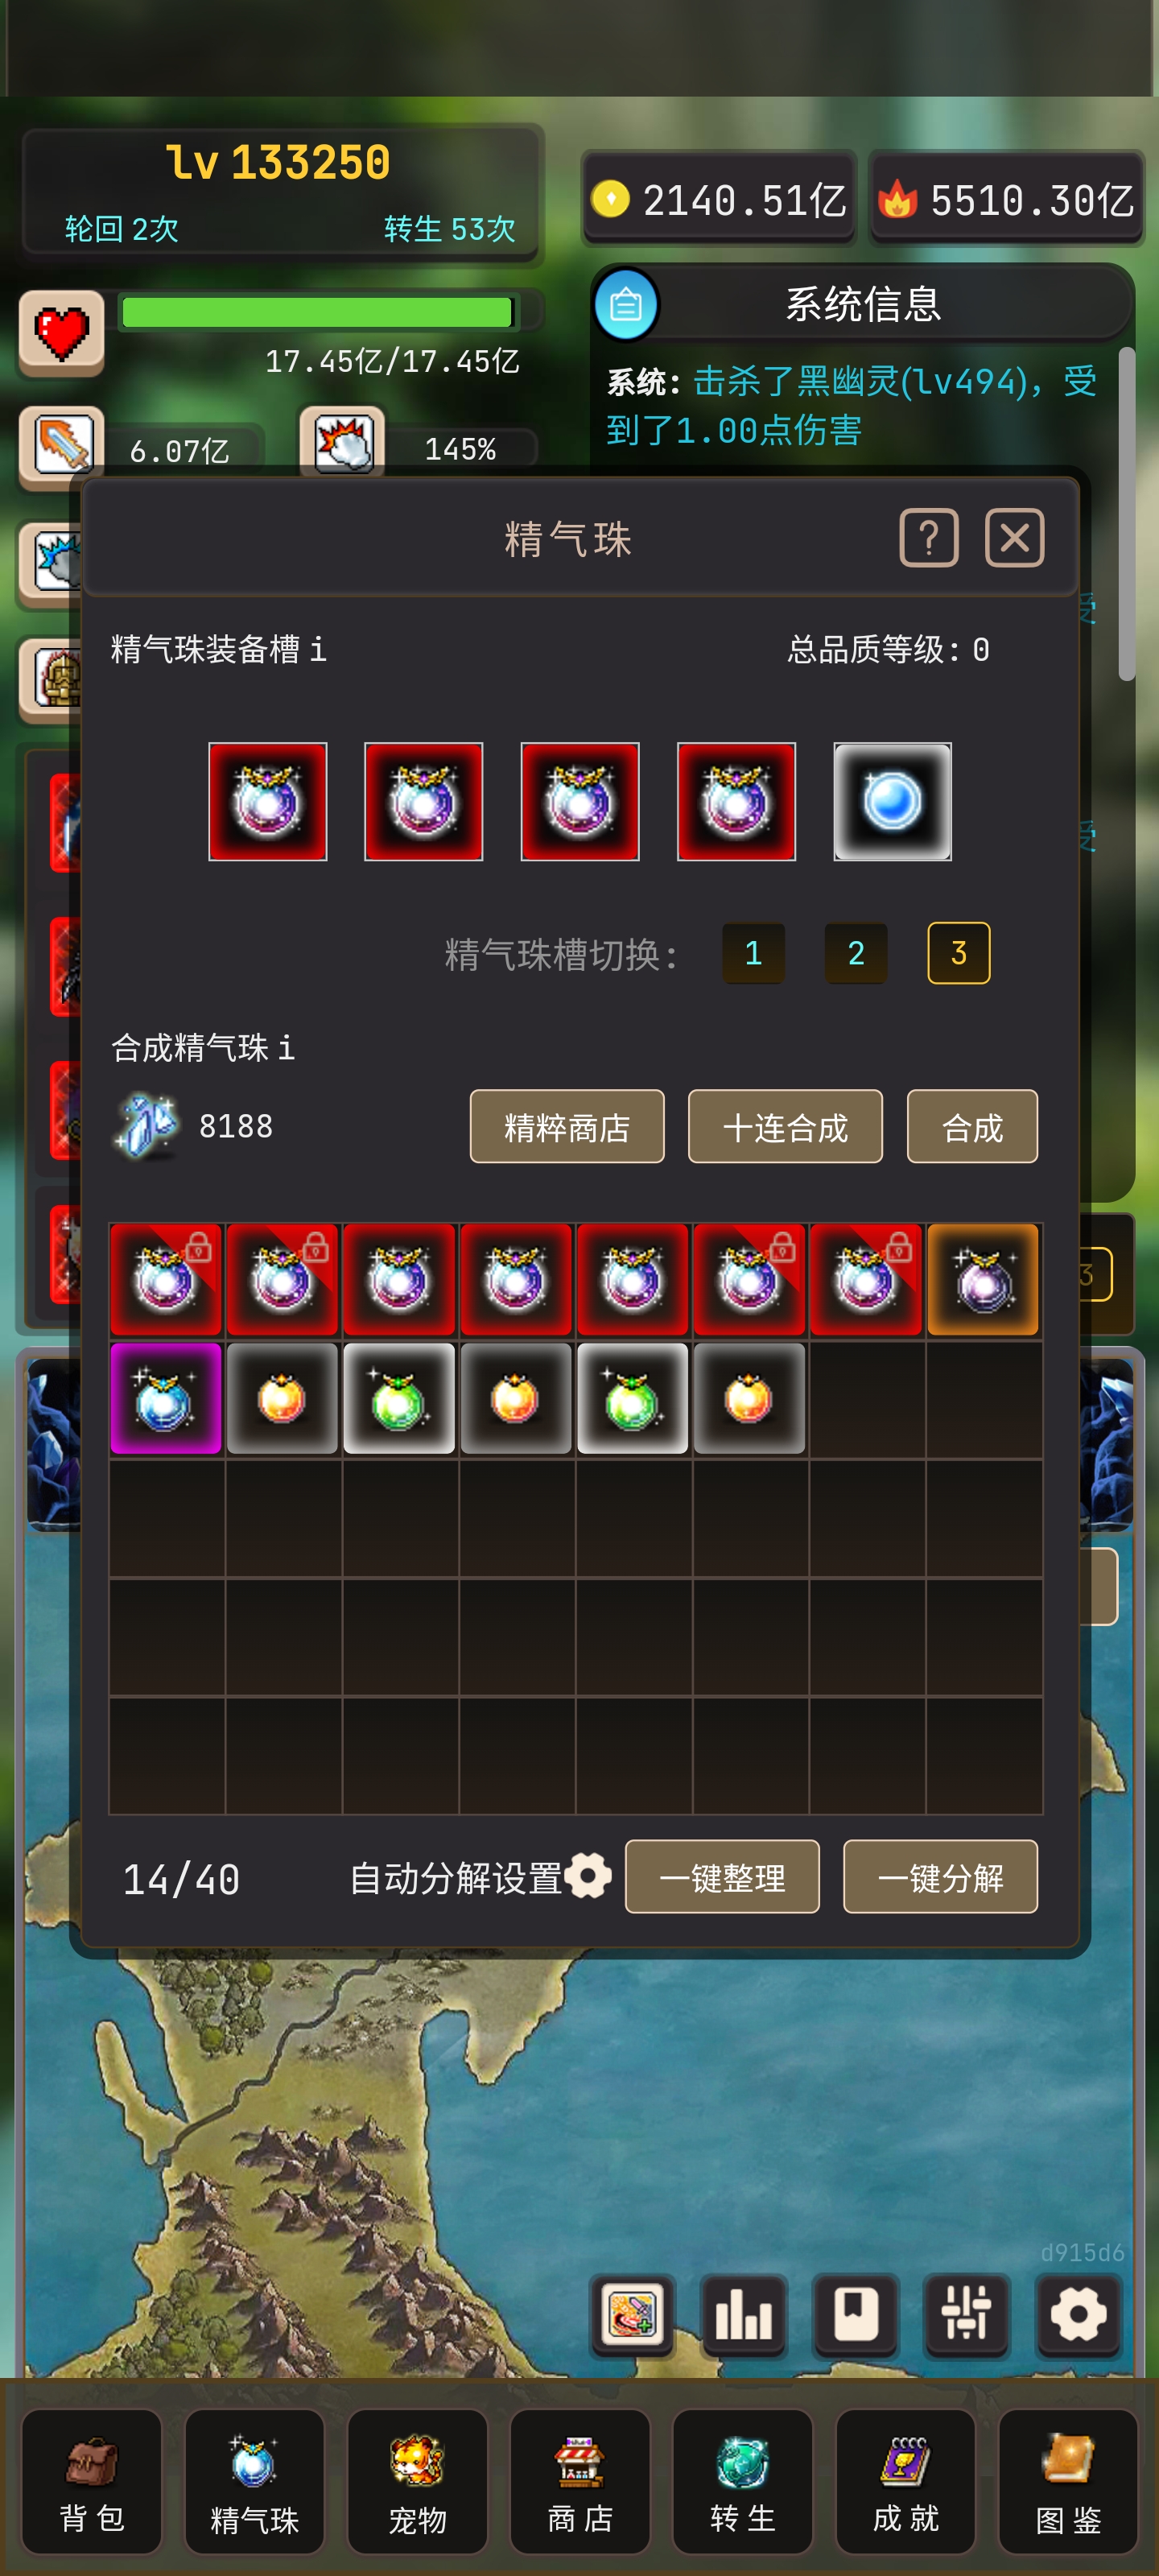 lv 133250
轮回 2次
转生 53次
2140.51亿
5510.30亿
系统信息
17.45亿/17.45亿
系统: 击杀了黑幽灵(lv494), 受
到了1.00点伤害
6.07亿
145%
精气珠
?
受
精气珠装备槽 i
总品质等级: 0
受
精气珠槽切换:
1
2
3
合成精气珠 i
8188
精粹商店
十连合成
合成
3
14/40
自动分解设置
一键整理
一键分解
d915d6
背包
精气珠
宠物
商店
转生
成就
图鉴